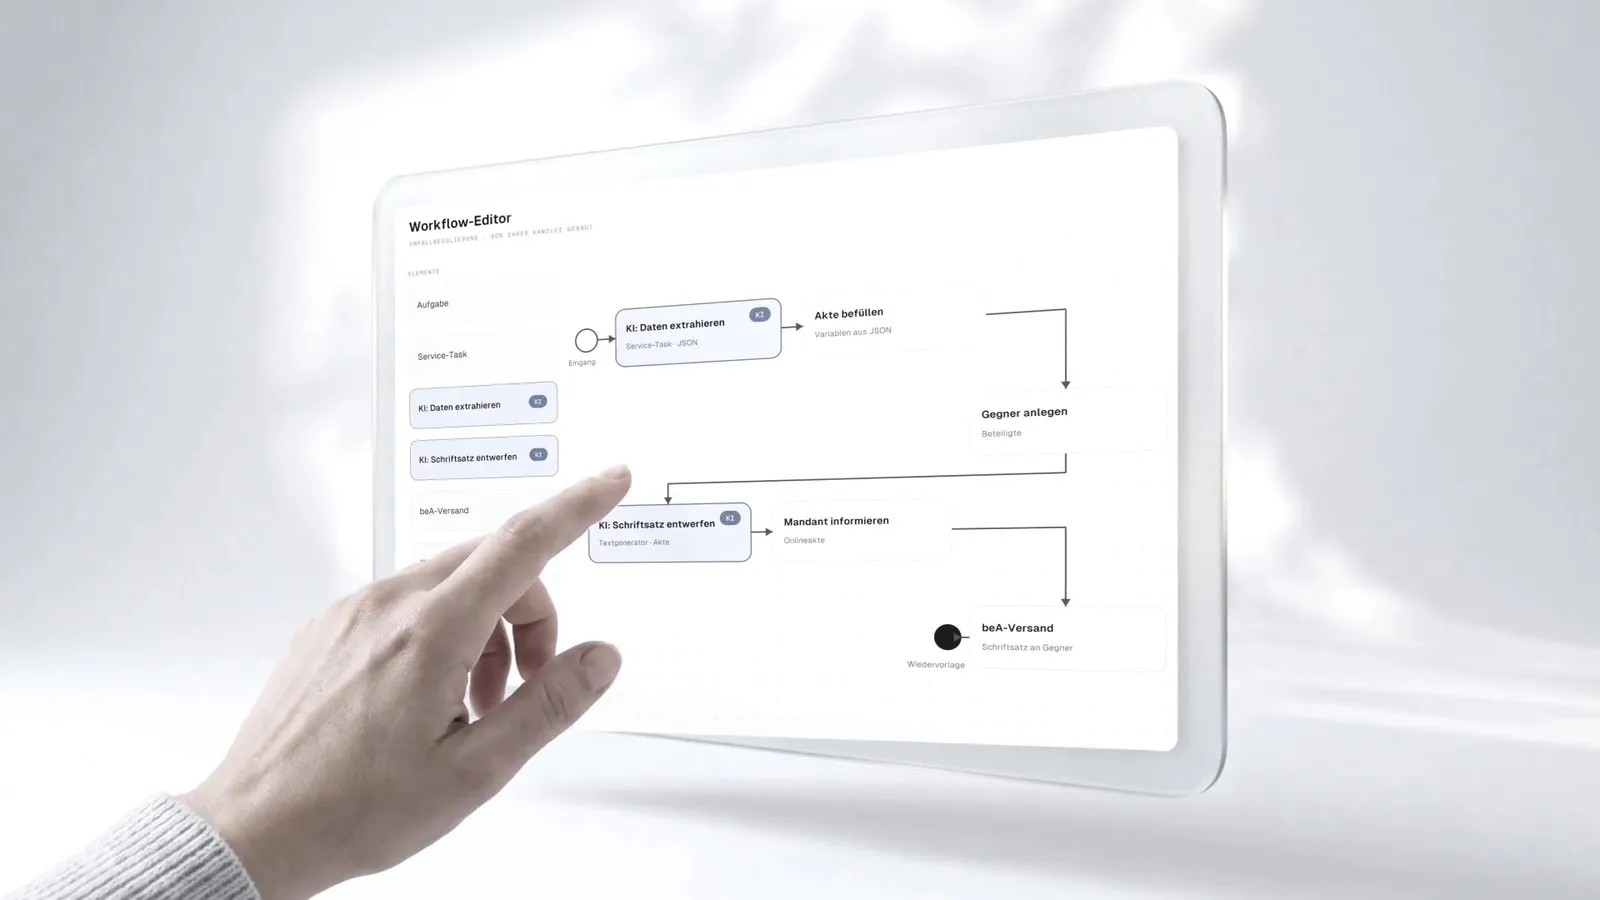 Workflow-Editor
UNFALLREGULIERUNG · VON IHRER KANZLEI GEBAUT
ELEMENTE
Aufgabe
Service-Task
KI: Daten extrahieren
KI
KI: Schriftsatz entwerfen
KI
beA-Versand
Eingang
KI: Daten extrahieren
KI
Service-Task · JSON
Akte befüllen
Variablen aus JSON
Gegner anlegen
Beteiligte
KI: Schriftsatz entwerfen
KI
Textgenerator · Akte
Mandant informieren
Onlineakte
beA-Versand
Schriftsatz an Gegner
Wiedervorlage